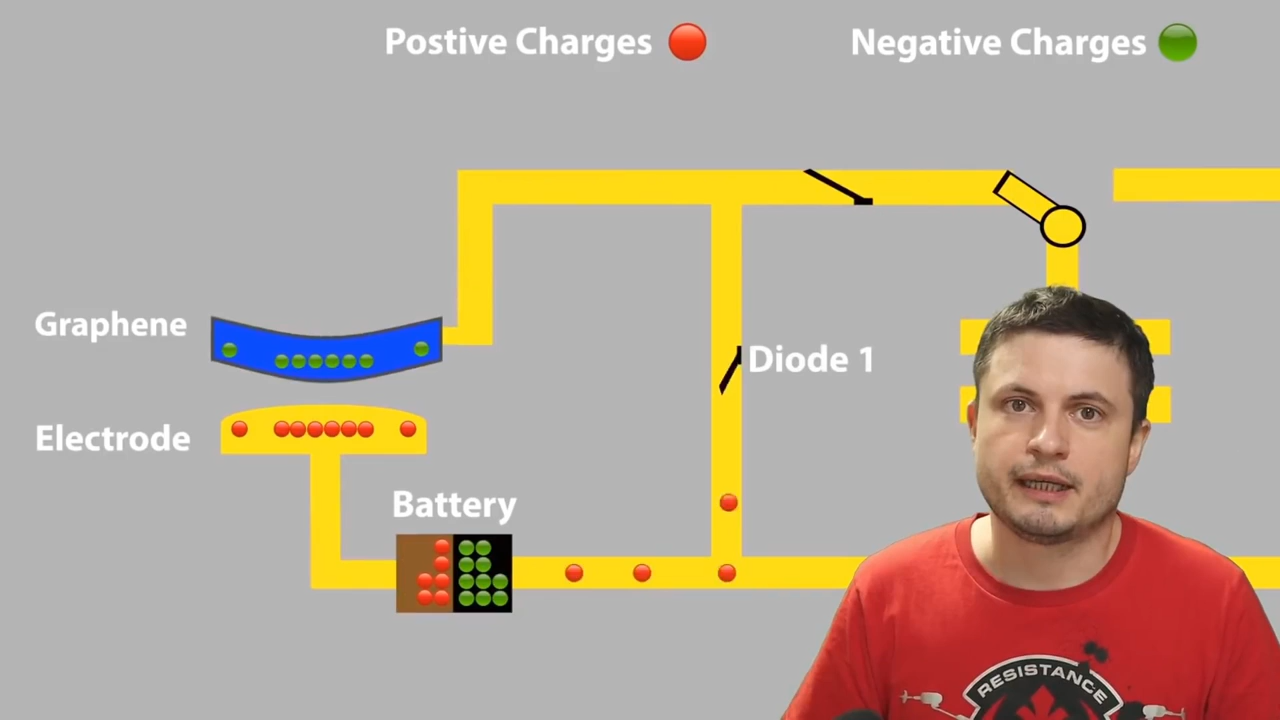 Postive Charges
Negative Charges
Graphene
Diode 1
Electrode
Battery
RESISTANCE